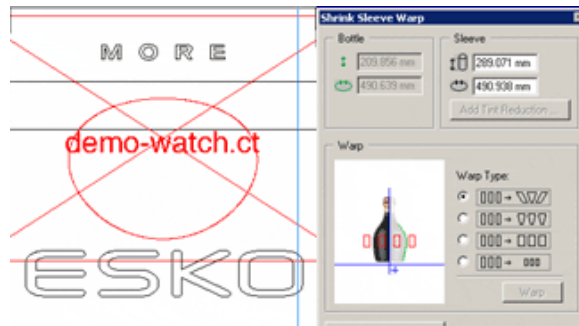 MORE
demo-watch.ct
ESKO
Shrink Sleeve Warp
Bottle
209.856 mm
490.639 mm
Sleeve
289.071 mm
490.938 mm
Add Tint Reduction ...
Warp
Warp Type:
Warp